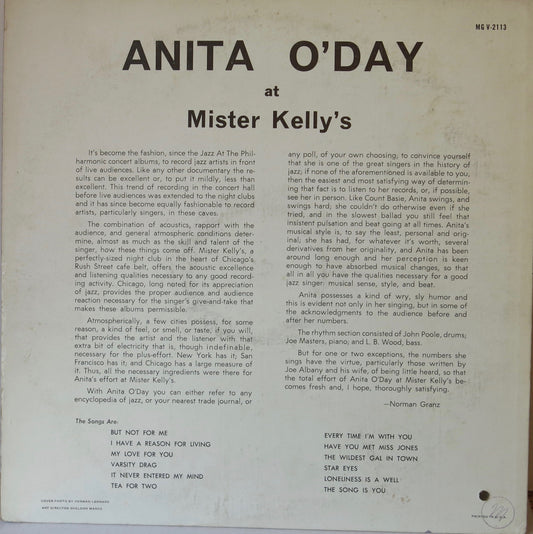 MG V-2113
ANITA O'DAY
at
Mister Kelly's
It's become the fashion, since the Jazz At The Phil-
harmonic concert albums, to record jazz artists in front
of live audiences. Like any other documentary the re-
sults can be excellent or, to put it mildly, less than
excellent. This trend of recording in the concert hall
before live audiences was extended to the night clubs
and it has since become equally fashionable to record
artists, particularly singers, in these caves.
The combination of acoustics, rapport with the
audience, and general atmospheric conditions deter-
mine, almost as much as the skill and talent of the
singer, how these things come off. Mister Kelly's, a
perfectly-sized night club in the heart of Chicago's
Rush Street cafe belt, offers the acoustic excellence
and listening qualities necessary to any good record-
ing activity. Chicago, long noted for its appreciation
of jazz, provides the proper audience and audience
reaction necessary for the singer's give-and-take that
makes these albums permissible.
Atmospherically, a few cities possess, for some
reason, a kind of feel, or smell, or taste, if you will,
that provides the artist and the listener with that
extra bit of electricity that is, though indefinable,
necessary for the plus-effort. New York has it; San
Francisco has it; and Chicago has a large measure of
it. Thus, all the necessary ingredients were there for
Anita's effort at Mister Kelly's.
With Anita O'Day you can either refer to any
encyclopedia of jazz, or your nearest trade journal, or
any poll, of your own choosing, to convince yourself
that she is one of the great singers in the history of
jazz; if none of the aforementioned is available to you,
then the easiest and most satisfying way of determin-
ing that fact is to listen to her records, or, if possible,
see her in person. Like Count Basie, Anita swings, and
swings hard; she couldn't do otherwise even if she
tried, and in the slowest ballad you still feel that
insistent pulsation and beat going at all times. Anita's
musical style is, to say the least, personal and orig-
inal; she has had, for whatever it's worth, several
derivatives from her originality, and Anita has been
around long enough and her perception is keen
enough to have absorbed musical changes, so that
all in all you have the qualities necessary for a good
jazz singer: musical sense, style, and beat.
Anita possesses a kind of wry, sly humor and
this is evident not only in her singing, but in some of
the acknowledgments to the audience before and
after her numbers.
The rhythm section consisted of John Poole, drums;
Joe Masters, piano; and L. B. Wood, bass.
But for one or two exceptions, the numbers she
sings have the virtue, particularly those written by
Joe Albany and his wife, of being little heard, so that
the total effort of Anita O'Day at Mister Kelly's be-
comes fresh and, I hope, thoroughly satisfying.
—Norman Granz
The Songs Are:
BUT NOT FOR ME
I HAVE A REASON FOR LIVING
MY LOVE FOR YOU
VARSITY DRAG
IT NEVER ENTERED MY MIND
TEA FOR TWO
EVERY TIME I'M WITH YOU
HAVE YOU MET MISS JONES
THE WILDEST GAL IN TOWN
STAR EYES
LONELINESS IS A WELL
THE SONG IS YOU
COVER PHOTO BY HERMAN LEONARD
ART DIRECTOR SHELDON MARKS
PRINTED IN U.S.A.